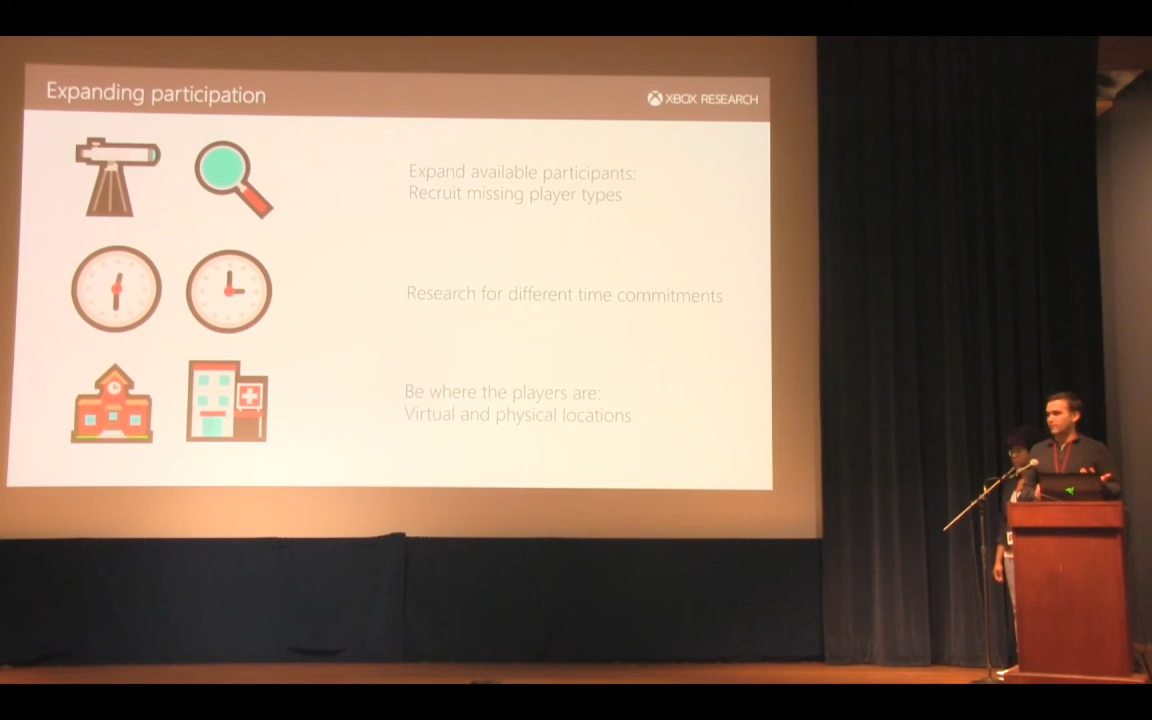 Expanding participation
XBOX RESEARCH
Expand available participants:
Recruit missing player types
Research for different time commitments
Be where the players are:
Virtual and physical locations